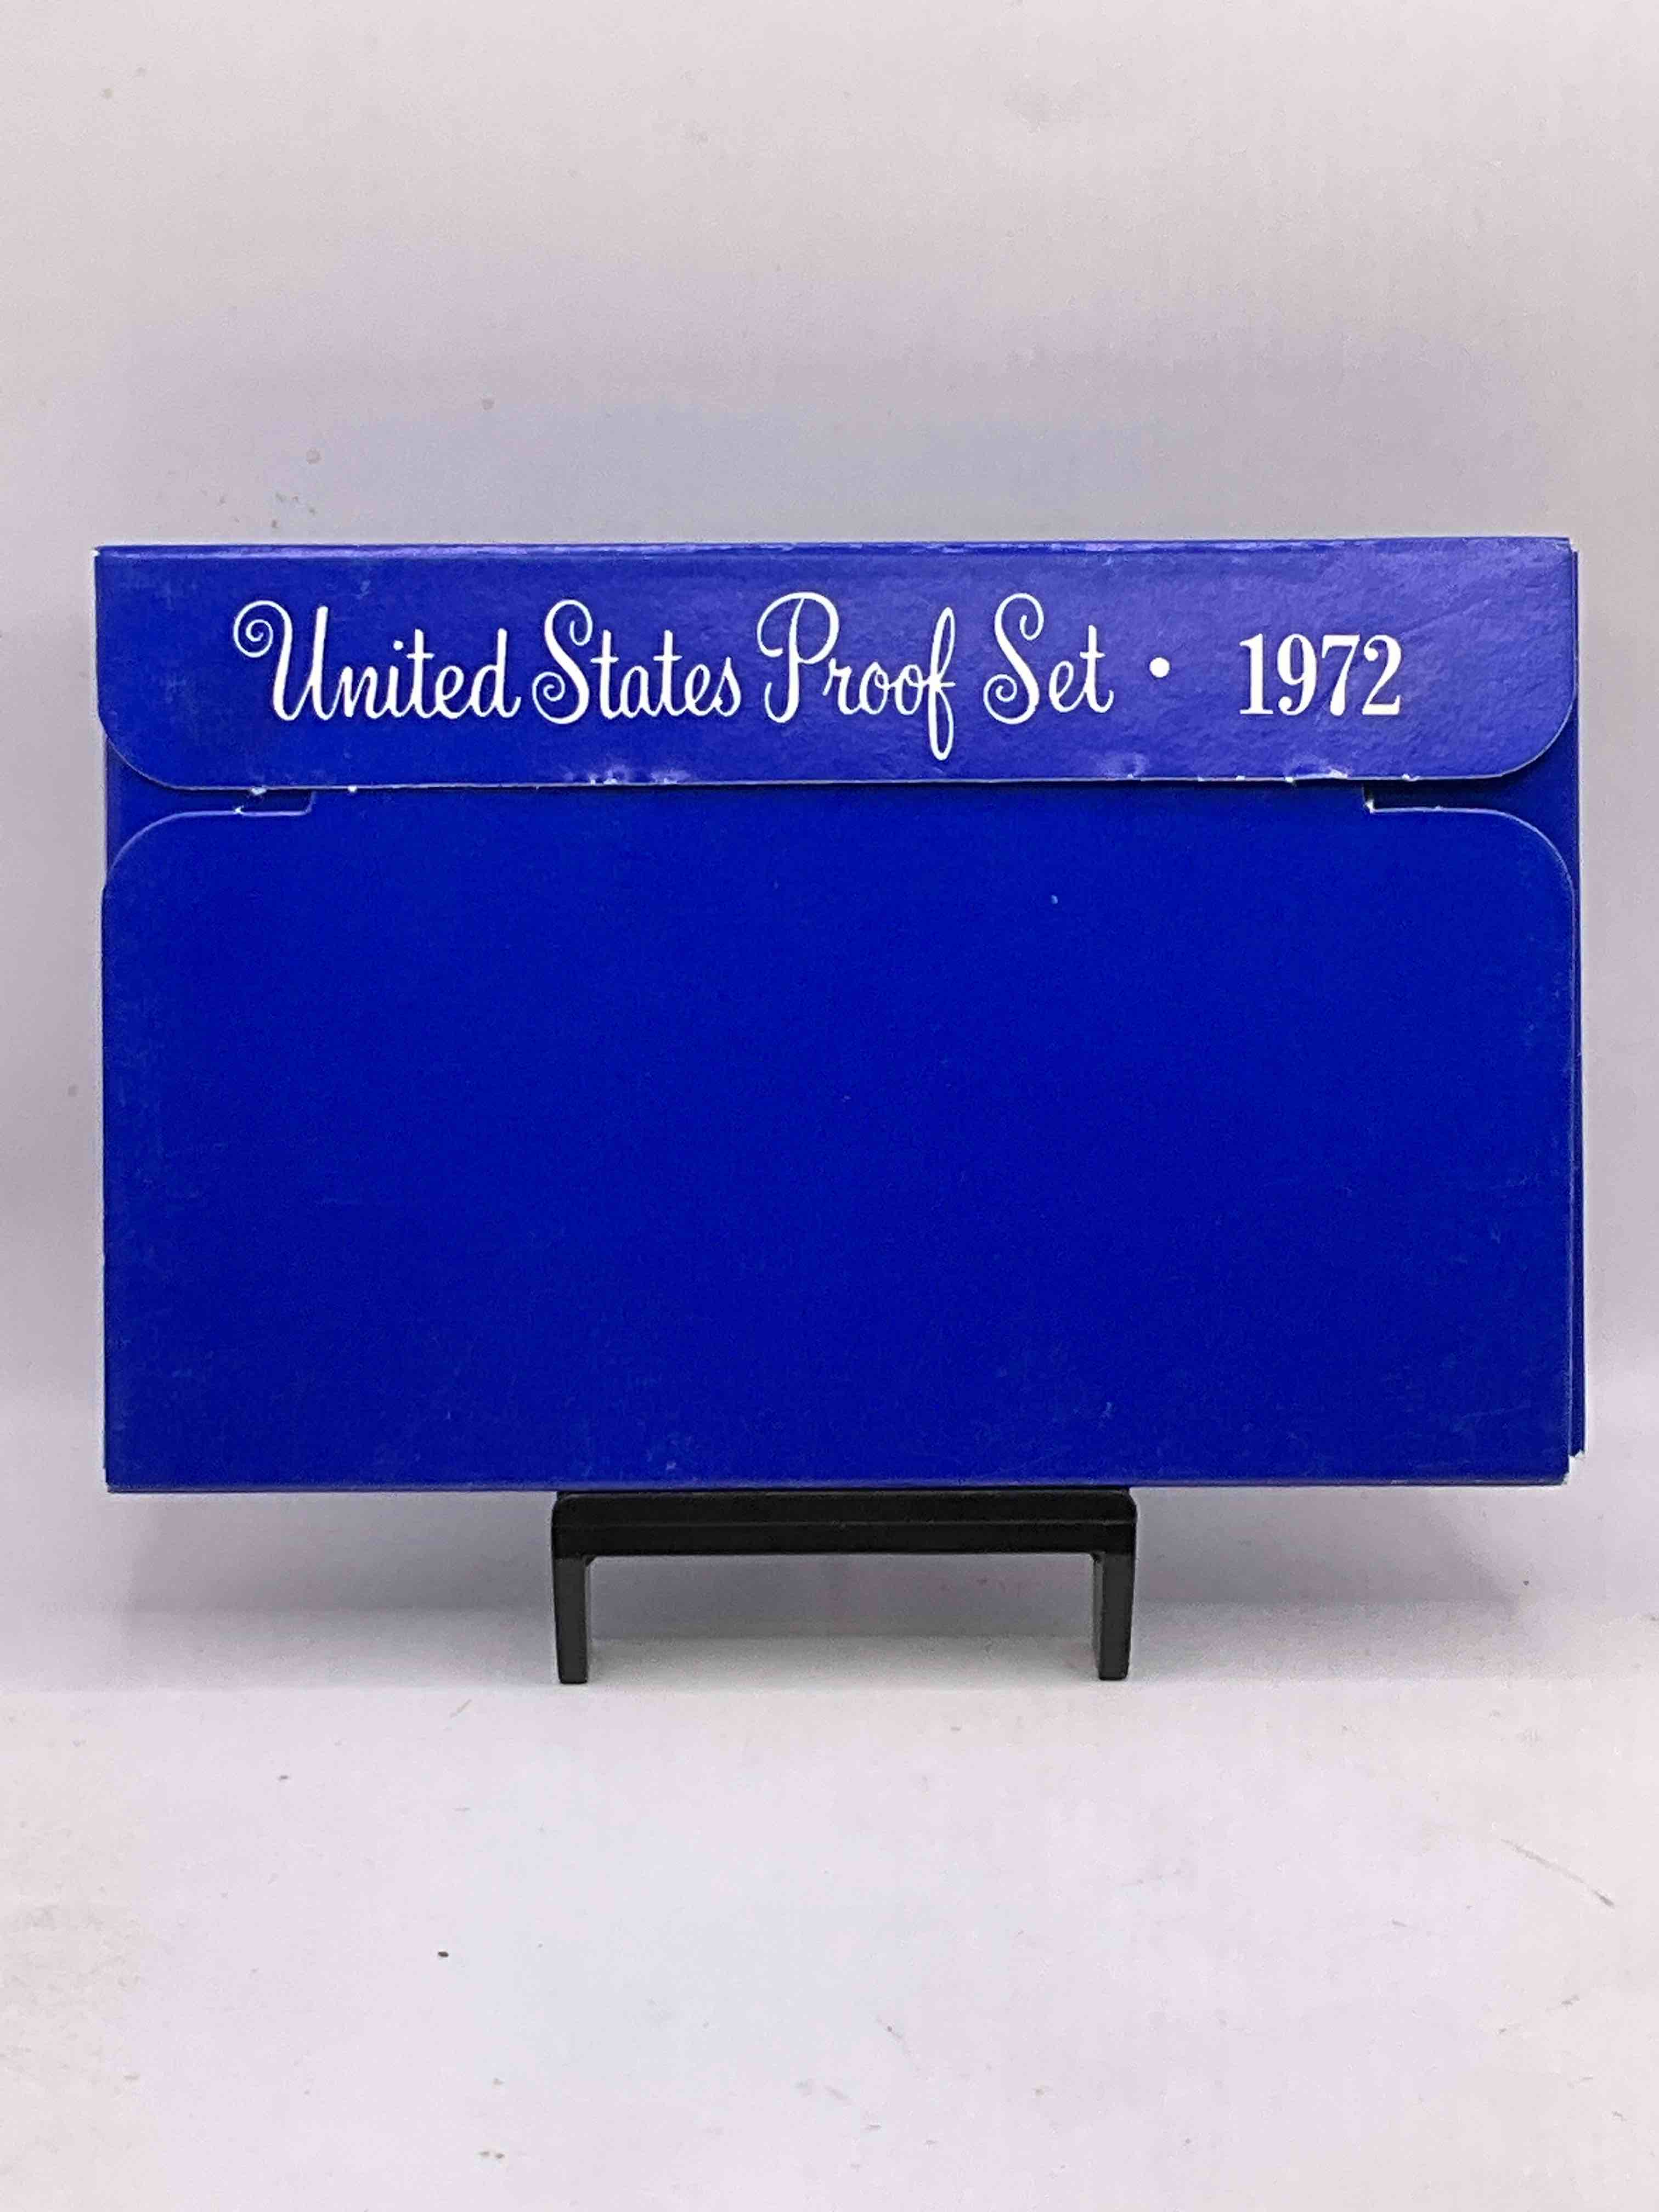 United States Proof Set • 1972